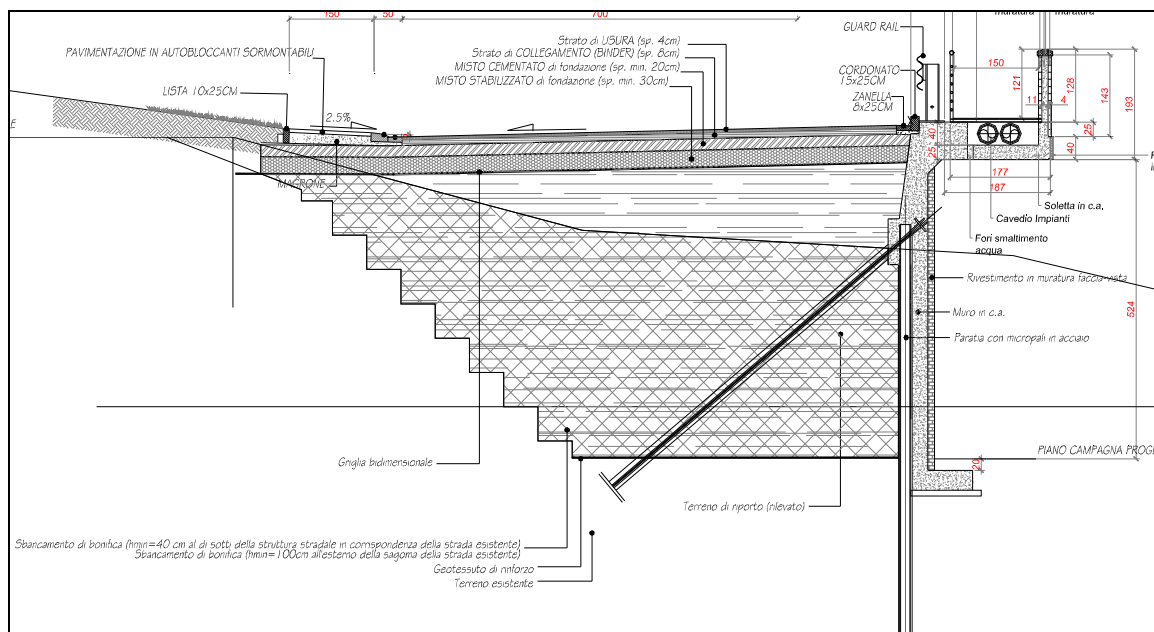 150
50
700
muratura
muratura
GUARD RAIL
Strato di USURA (sp. 4cm)
Strato di COLLEGAMENTO (BINDER) (sp. 8cm)
MISTO CEMENTATO di fondazione (sp. min. 20cm)
MISTO STABILIZZATO di fondazione (sp. min. 30cm)
PAVIMENTAZIONE IN AUTOBLOCCANTI SORMONTABILI
LISTA 10x25CM
2.5%
CORDONATO
15x25CM
ZANELLA
8x25CM
150
121
128
143
193
11
4
25
40
40
25
177
187
MAGRONE
Soletta in c.a.
Cavedio Impianti
Fori smaltimento
acqua
Rivestimento in muratura faccia-vista
Muro in c.a.
524
Paratia con micropali in acciaio
Griglia bidimensionale
PIANO CAMPAGNA PROG
20
Terreno di riporto (rilevato)
Sbancamento di bonifica (hmin=40 cm al di sotti della struttura stradale in corrispondenza della strada esistente)
Sbancamento di bonifica (hmin=100cm all'esterno della sagoma della strada esistente)
Geotessuto di rinforzo
Terreno esistente